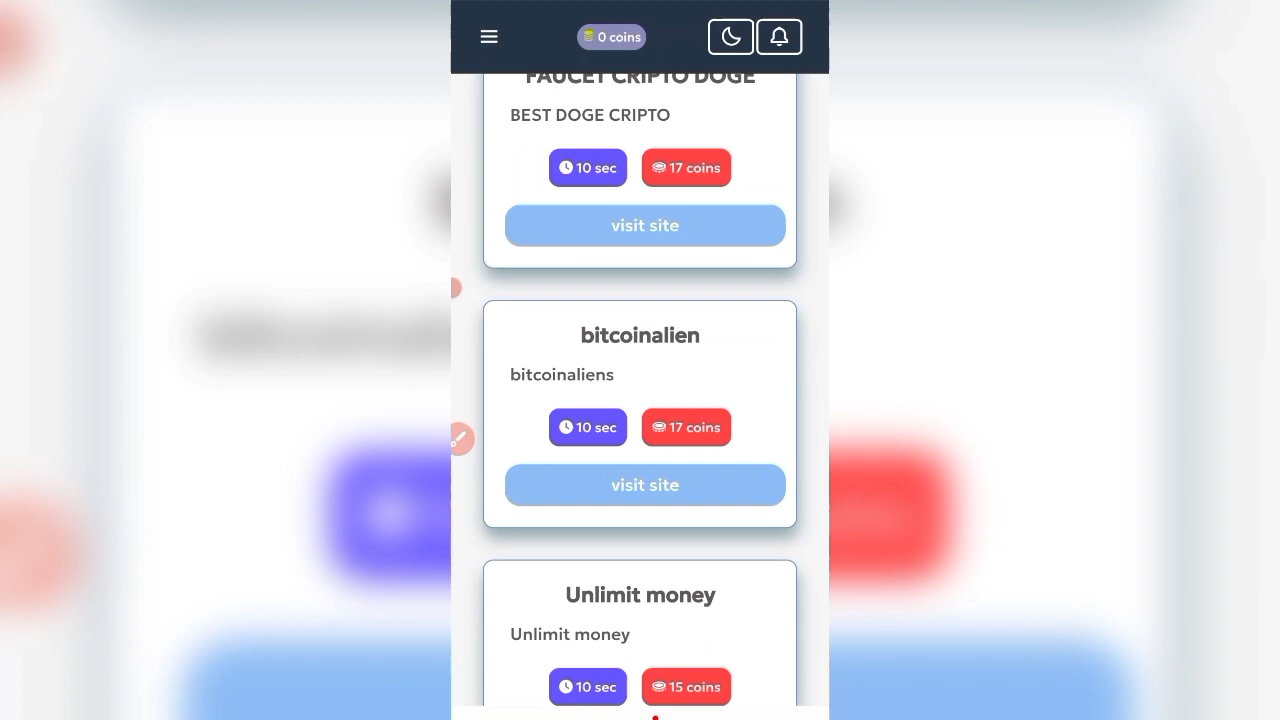 0 coins
FAUCET CRIPTO DOGE
BEST DOGE CRIPTO
10 sec
17 coins
visit site
bitcoinalien
bitcoinaliens
10 sec
17 coins
visit site
Unlimit money
Unlimit money
10 sec
15 coins